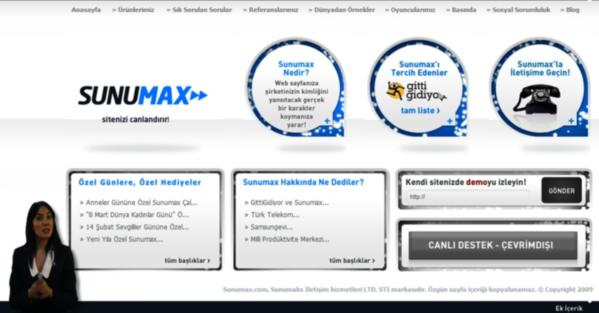 Anasayfa » Ürünlerimiz » Sık Sorulan Sorular » Referanslarımız » Dünyadan Örnekler » Oyuncularımız » Basında » Sosyal Sorumluluk » Blog
SUNUMAX
sitenizi canlandırır!
Sunumax
Nedir?
Web sayfanıza
şirketinizin kimliğini
yansıtacak gerçek
bir karakter
koymanıza
yarar!
+
Sunumax'ı
Tercih Edenler
gitti
gidiyor
tam liste >
+
Sunumax'la
İletişime Geçin!
+
Özel Günlere, Özel Hediyeler
» Anneler Gününe Özel Sunumax Çal...
» "8 Mart Dünya Kadınlar Günü" Ö...
» 14 Şubat Sevgililer Gününe Özel...
» Yeni Yıla Özel Sunumax...
tüm başlıklar >
Sunumax Hakkında Ne Dediler?
» GittiGidiyor ve Sunumax...
» Türk Telekom...
» Samsungevi...
» Milli Prodüktivite Merkezi...
tüm başlıklar >
Kendi sitenizde demoyu izleyin!
http://
GÖNDER
CANLI DESTEK - ÇEVRİMDIŞI
Sunumax.com, Sunumaks İletişim hizmetleri LTD. STİ markasıdır. Özgün sayfa içeriği kopyalanamaz. © Copyright 2009
Ek İçerik